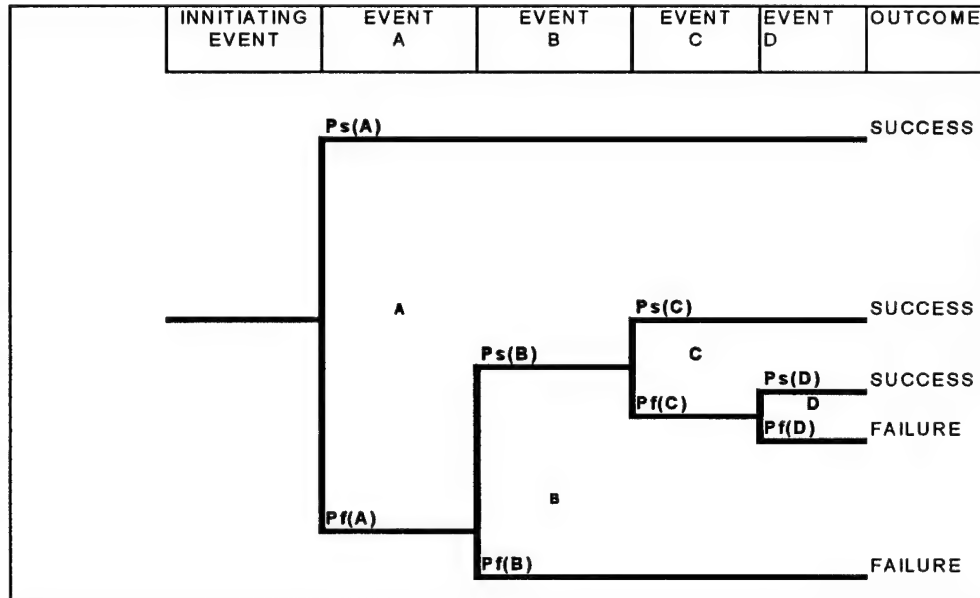 INNITIATING EVENT
EVENT A
EVENT B
EVENT C
EVENT D
OUTCOME
Ps(A)
SUCCESS
A
Ps(C)
SUCCESS
Ps(B)
C
Ps(D)
SUCCESS
Pf(C)
D
Pf(D)
FAILURE
B
Pf(A)
Pf(B)
FAILURE